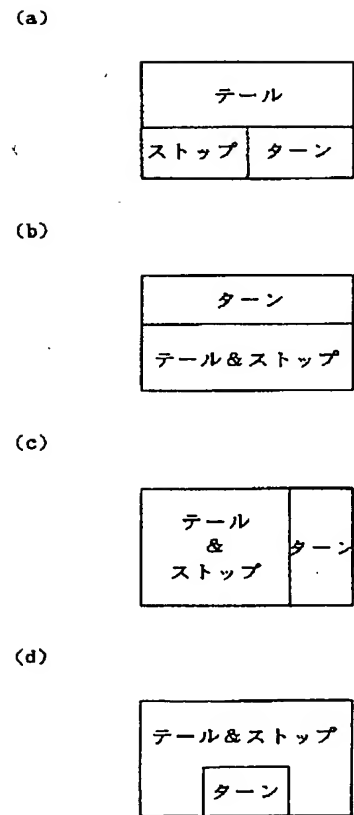 (a)
テール
ストップ ターン
(b)
ターン
テール&ストップ
(c)
テール
&
ストップ
ターン
(d)
テール&ストップ
ターン